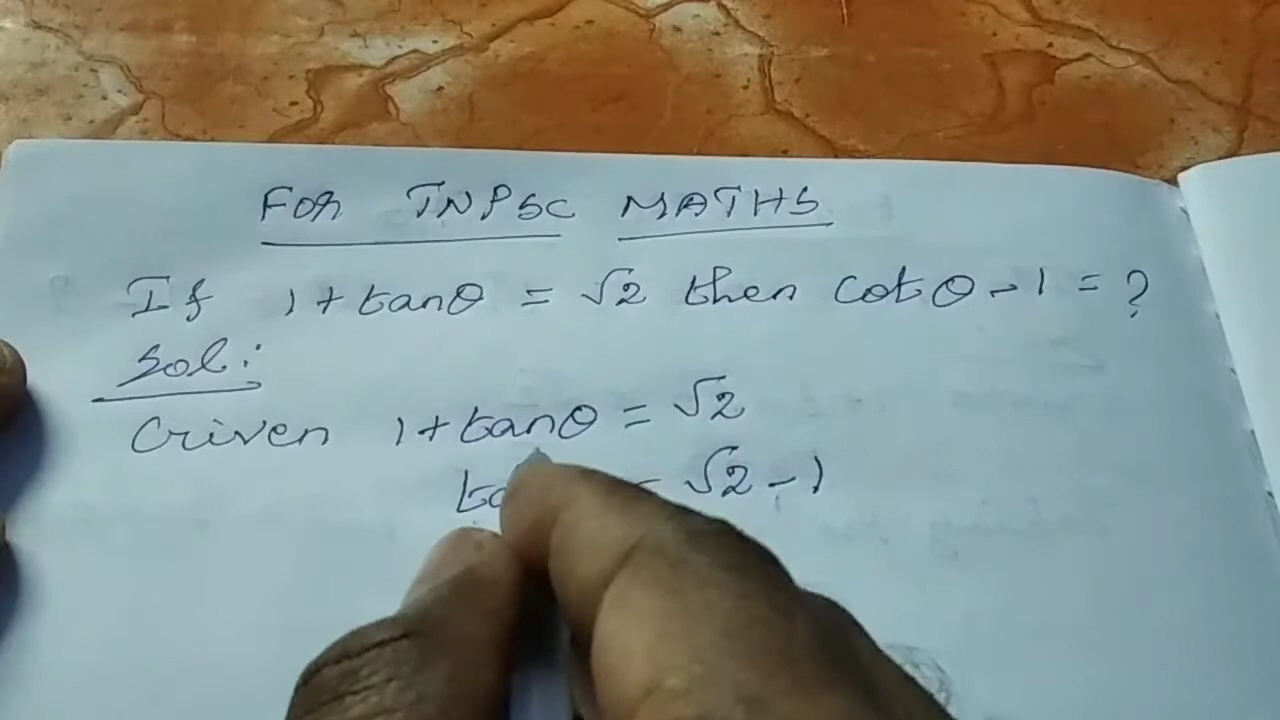 FOR TNPSC MATHS
If 1 + tanθ = √2 then cotθ - 1 = ?
Sol:
Given 1 + tanθ = √2
= √2 - 1